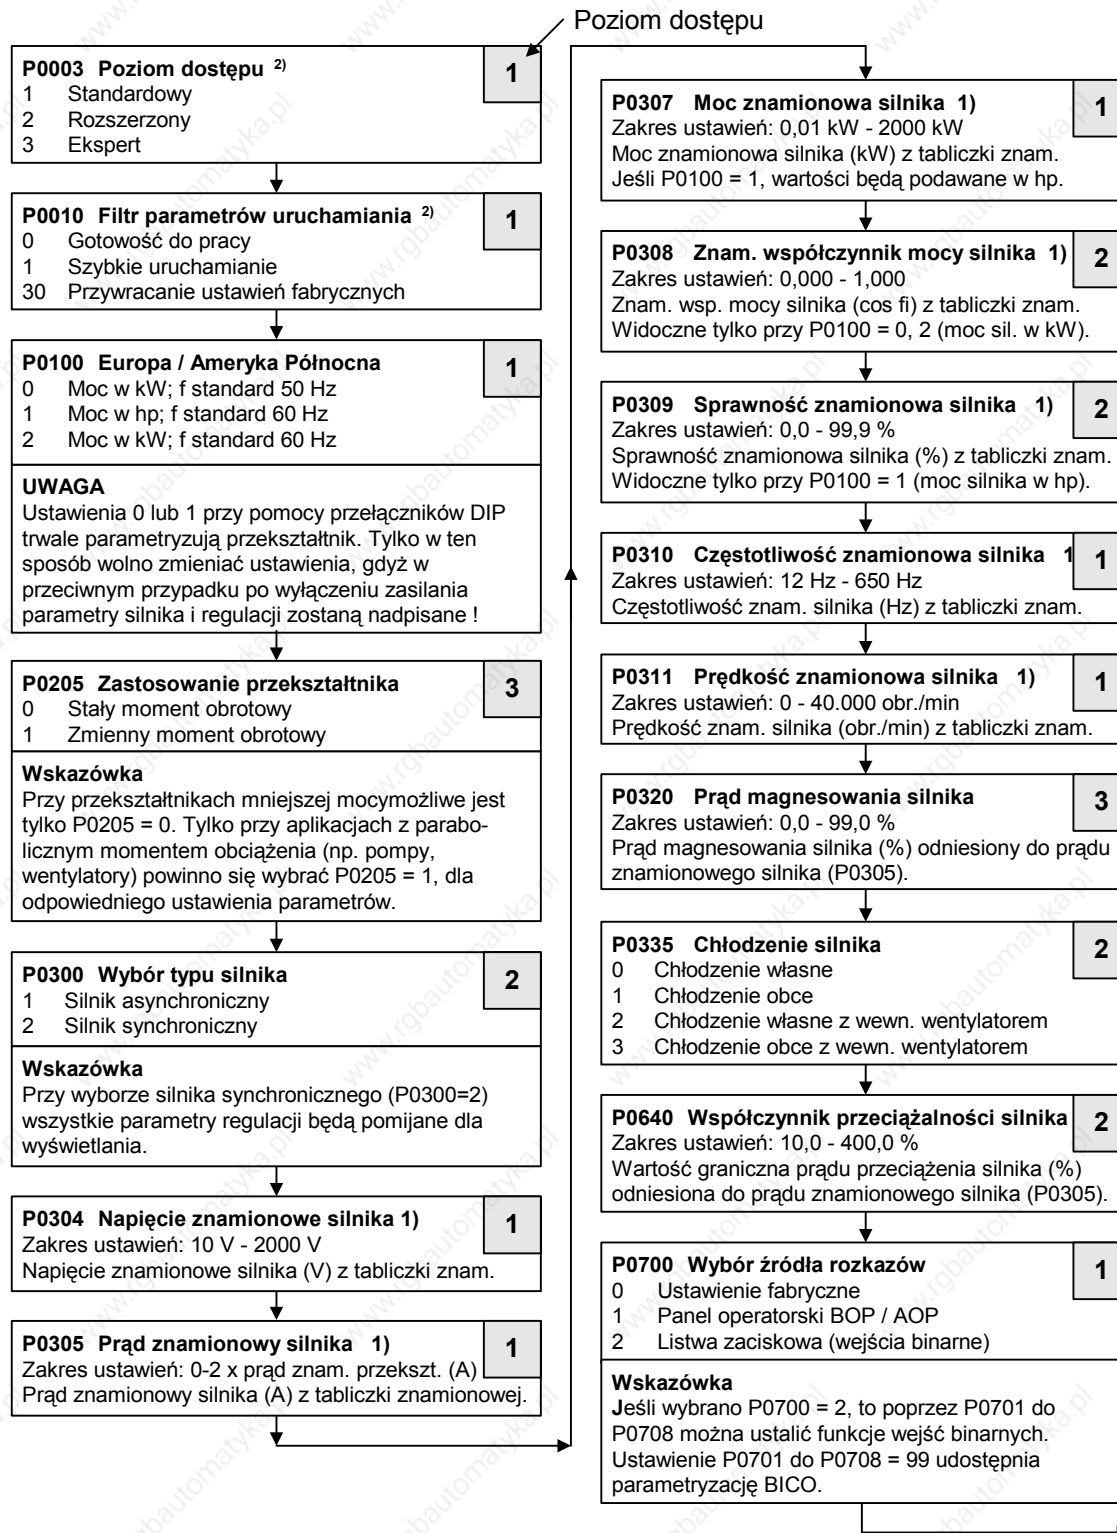 Poziom dostępu
P0003 Poziom dostępu 2)
1
1 Standardowy
2 Rozszerzony
3 Ekspert
P0010 Filtr parametrów uruchamiania 2)
1
0 Gotowość do pracy
1 Szybkie uruchamianie
30 Przywracanie ustawień fabrycznych
P0100 Europa / Ameryka Północna
1
0 Moc w kW; f standard 50 Hz
1 Moc w hp; f standard 60 Hz
2 Moc w kW; f standard 60 Hz
UWAGA
Ustawienia 0 lub 1 przy pomocy przełączników DIP
trwale parametryzują przekształtnik. Tylko w ten
sposób wolno zmieniać ustawienia, gdyż w
przeciwnym przypadku po wyłączeniu zasilania
parametry silnika i regulacji zostaną nadpisane !
P0205 Zastosowanie przekształtnika
3
0 Stały moment obrotowy
1 Zmienny moment obrotowy
Wskazówka
Przy przekształtnikach mniejszej mocymożliwe jest
tylko P0205 = 0. Tylko przy aplikacjach z parabo-
licznym momentem obciążenia (np. pompy,
wentylatory) powinno się wybrać P0205 = 1, dla
odpowiedniego ustawienia parametrów.
P0300 Wybór typu silnika
2
1 Silnik asynchroniczny
2 Silnik synchroniczny
Wskazówka
Przy wyborze silnika synchronicznego (P0300=2)
wszystkie parametry regulacji będą pomijane dla
wyświetlania.
P0304 Napięcie znamionowe silnika 1)
1
Zakres ustawień: 10 V - 2000 V
Napięcie znamionowe silnika (V) z tabliczki znam.
P0305 Prąd znamionowy silnika 1)
1
Zakres ustawień: 0-2 x prąd znam. przekszt. (A)
Prąd znamionowy silnika (A) z tabliczki znamionowej.
P0307 Moc znamionowa silnika 1)
1
Zakres ustawień: 0,01 kW - 2000 kW
Moc znamionowa silnika (kW) z tabliczki znam.
Jeśli P0100 = 1, wartości będą podawane w hp.
P0308 Znam. współczynnik mocy silnika 1)
2
Zakres ustawień: 0,000 - 1,000
Znam. wsp. mocy silnika (cos fi) z tabliczki znam.
Widoczne tylko przy P0100 = 0, 2 (moc sil. w kW).
P0309 Sprawność znamionowa silnika 1)
2
Zakres ustawień: 0,0 - 99,9 %
Sprawność znamionowa silnika (%) z tabliczki znam.
Widoczne tylko przy P0100 = 1 (moc silnika w hp).
P0310 Częstotliwość znamionowa silnika 1
1
Zakres ustawień: 12 Hz - 650 Hz
Częstotliwość znam. silnika (Hz) z tabliczki znam.
P0311 Prędkość znamionowa silnika 1)
1
Zakres ustawień: 0 - 40.000 obr./min
Prędkość znam. silnika (obr./min) z tabliczki znam.
P0320 Prąd magnesowania silnika
3
Zakres ustawień: 0,0 - 99,0 %
Prąd magnesowania silnika (%) odniesiony do prądu
znamionowego silnika (P0305).
P0335 Chłodzenie silnika
2
0 Chłodzenie własne
1 Chłodzenie obce
2 Chłodzenie własne z wewn. wentylatorem
3 Chłodzenie obce z wewn. wentylatorem
P0640 Współczynnik przeciążalności silnika
2
Zakres ustawień: 10,0 - 400,0 %
Wartość graniczna prądu przeciążenia silnika (%)
odniesiona do prądu znamionowego silnika (P0305).
P0700 Wybór źródła rozkazów
1
0 Ustawienie fabryczne
1 Panel operatorski BOP / AOP
2 Listwa zaciskowa (wejścia binarne)
Wskazówka
Jeśli wybrano P0700 = 2, to poprzez P0701 do
P0708 można ustalić funkcje wejść binarnych.
Ustawienie P0701 do P0708 = 99 udostępnia
parametryzację BICO.
www.rgbautomatyka.pl